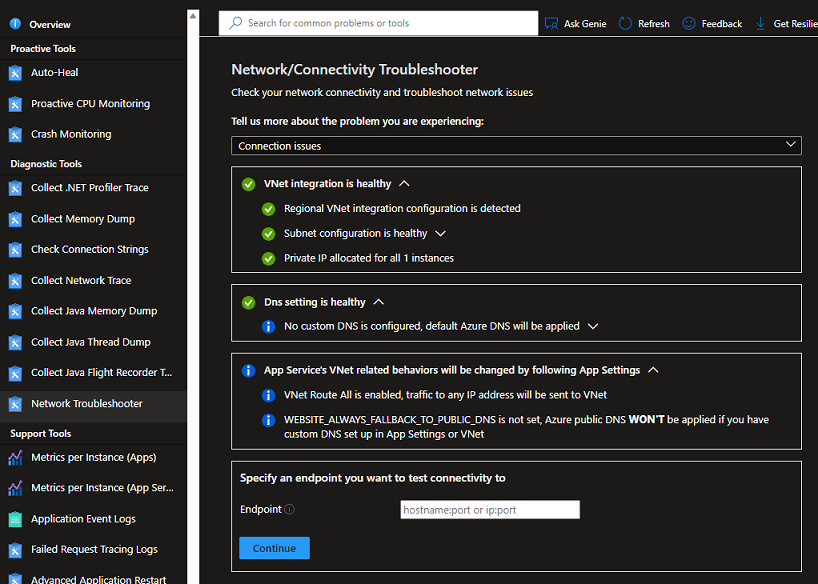 Overview
Proactive Tools
Auto-Heal
Proactive CPU Monitoring
Crash Monitoring
Diagnostic Tools
Collect .NET Profiler Trace
Collect Memory Dump
Check Connection Strings
Collect Network Trace
Collect Java Memory Dump
Collect Java Thread Dump
Collect Java Flight Recorder T...
Network Troubleshooter
Support Tools
Metrics per Instance (Apps)
Metrics per Instance (App Ser...
Application Event Logs
Failed Request Tracing Logs
Advanced Application Restart
Search for common problems or tools
Ask Genie
Refresh
Feedback
Get Resilie
Network/Connectivity Troubleshooter
Check your network connectivity and troubleshoot network issues
Tell us more about the problem you are experiencing:
Connection issues
VNet integration is healthy
Regional VNet integration configuration is detected
Subnet configuration is healthy
Private IP allocated for all 1 instances
Dns setting is healthy
No custom DNS is configured, default Azure DNS will be applied
App Service's VNet related behaviors will be changed by following App Settings
VNet Route All is enabled, traffic to any IP address will be sent to VNet
WEBSITE_ALWAYS_FALLBACK_TO_PUBLIC_DNS is not set, Azure public DNS WON'T be applied if you have
custom DNS set up in App Settings or VNet
Specify an endpoint you want to test connectivity to
Endpoint
hostname:port or ip:port
Continue